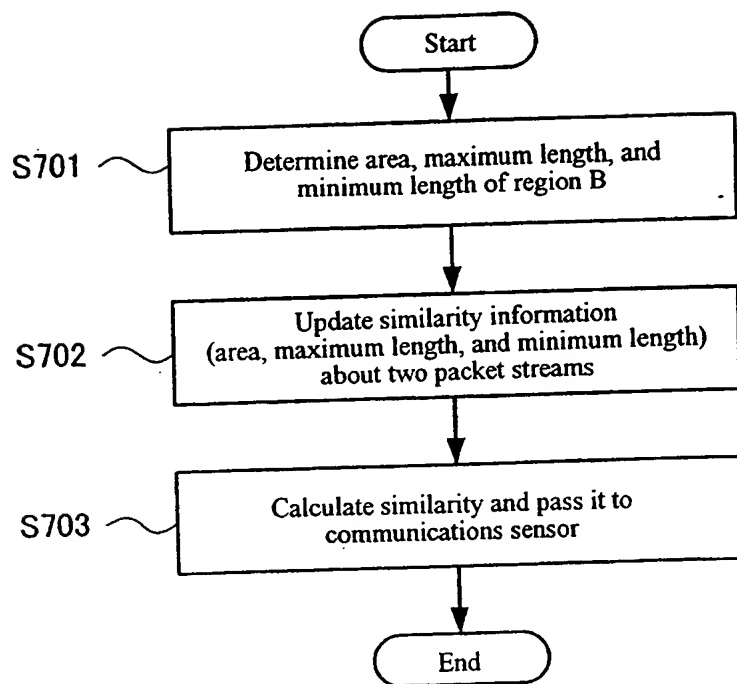 Start
S701
Determine area, maximum length, and
minimum length of region B
S702
Update similarity information
(area, maximum length, and minimum length)
about two packet streams
S703
Calculate similarity and pass it to
communications sensor
End